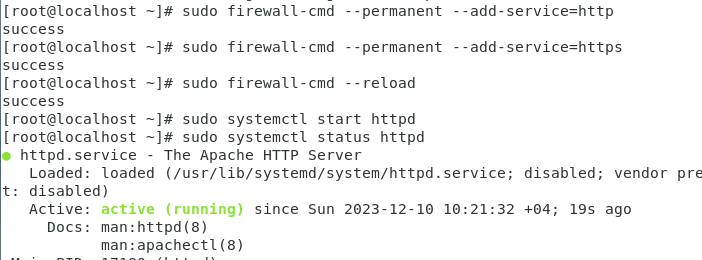 [root@localhost ~]# sudo firewall-cmd --permanent --add-service=http
success
[root@localhost ~]# sudo firewall-cmd --permanent --add-service=https
success
[root@localhost ~]# sudo firewall-cmd --reload
success
[root@localhost ~]# sudo systemctl start httpd
[root@localhost ~]# sudo systemctl status httpd
● httpd.service - The Apache HTTP Server
   Loaded: loaded (/usr/lib/systemd/system/httpd.service; disabled; vendor pre
t: disabled)
   Active: active (running) since Sun 2023-12-10 10:21:32 +04; 19s ago
     Docs: man:httpd(8)
           man:apachectl(8)